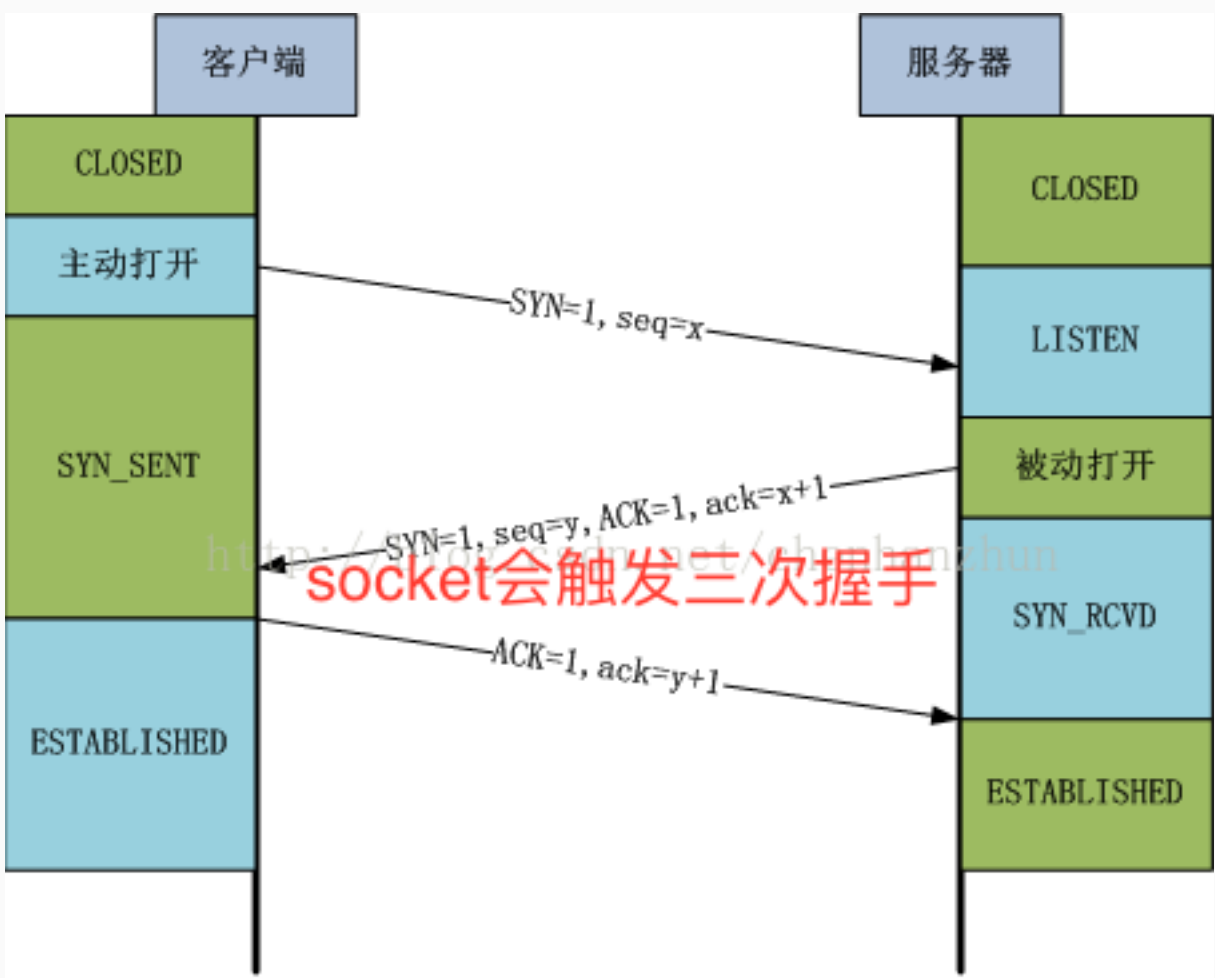 客户端
服务器
CLOSED
CLOSED
主动打开
SYN=1,seq=x
LISTEN
SYN_SENT
被动打开
SYN=1,seq=y,ACK=1,ack=x+1
socket会触发三次握手
SYN_RCVD
ACK=1,ack=y+1
ESTABLISHED
ESTABLISHED